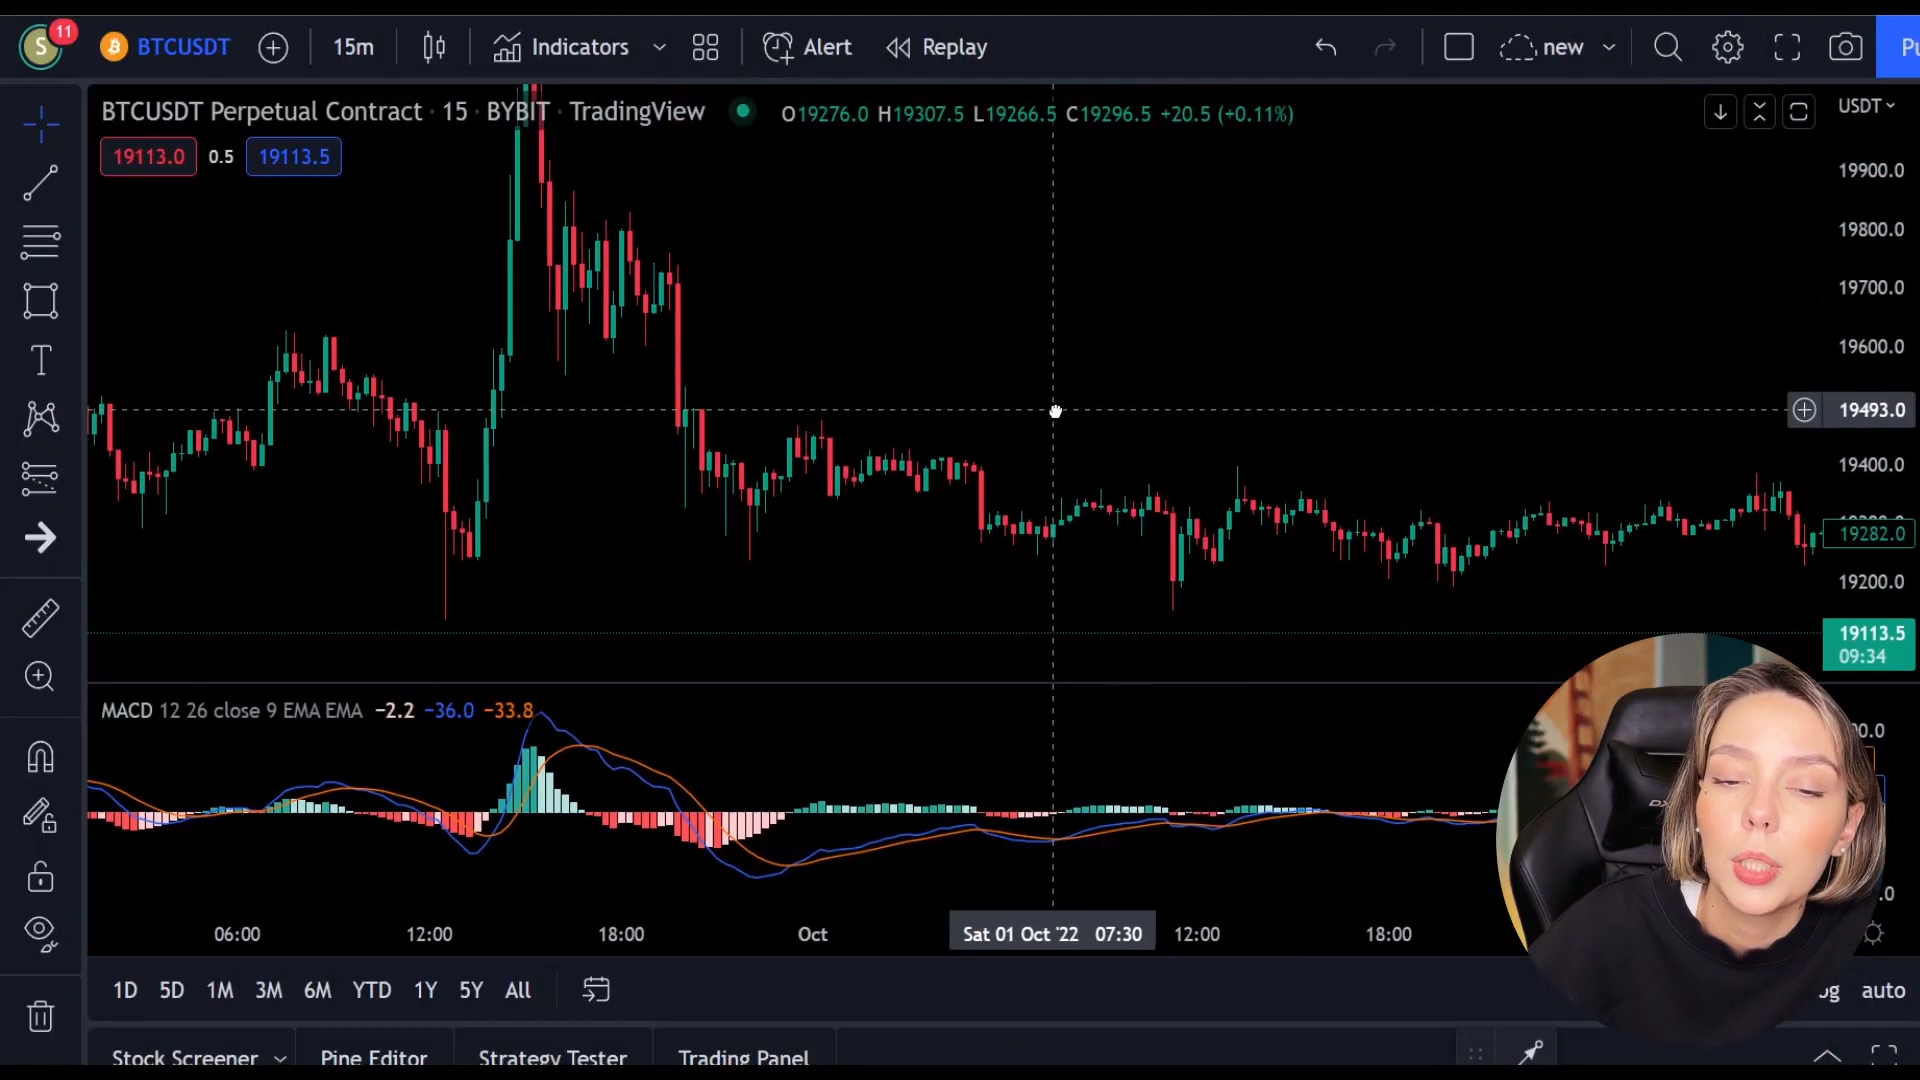 S 11 BTCUSDT 15m Indicators Alert Replay new
BTCUSDT Perpetual Contract · 15 · BYBIT · TradingView O19276.0 H19307.5 L19266.5 C19296.5 +20.5 (+0.11%) USDT
19113.0 0.5 19113.5
19900.0
19800.0
19700.0
19600.0
19493.0
19400.0
19282.0
19200.0
19113.5
09:34
MACD 12 26 close 9 EMA EMA −2.2 −36.0 −33.8
06:00 12:00 18:00 Oct Sat 01 Oct '22 07:30 12:00 18:00
1D 5D 1M 3M 6M YTD 1Y 5Y All auto
Stock Screener Pine Editor Strategy Tester Trading Panel